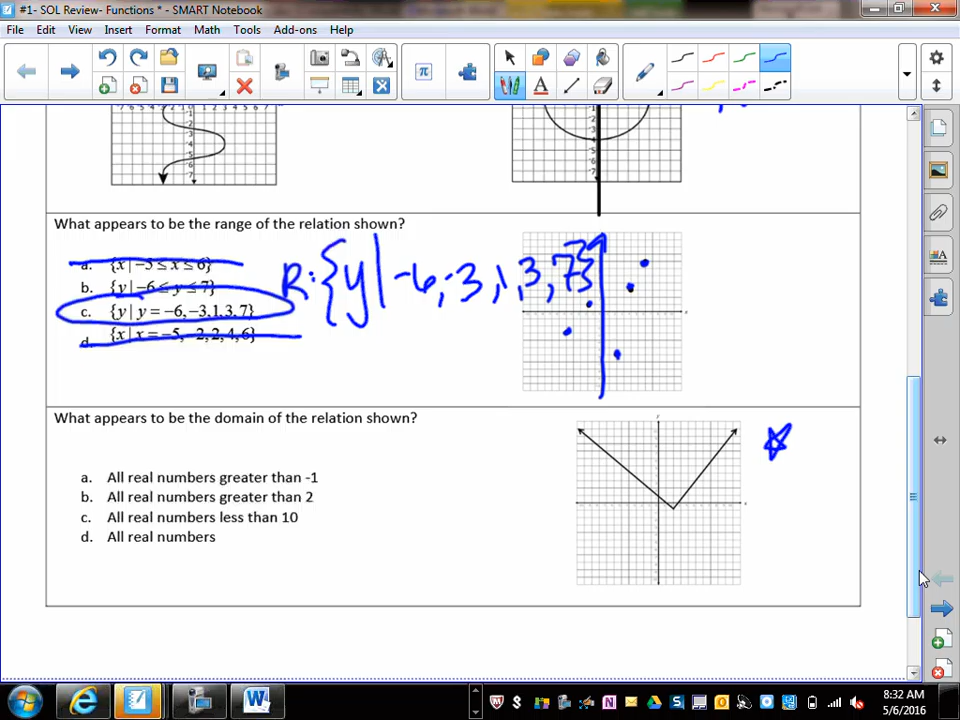 #1- SOL Review- Functions * - SMART Notebook
File Edit View Insert Format Math Tools Add-ons Help
What appears to be the range of the relation shown?
a. {x | −5 ≤ x ≤ 6}
b. {y | −6 ≤ y ≤ 7}
c. {y | y = −6, −3, 1, 3, 7}
d. {x | x = −5, −2, 2, 4, 6}
R: {y | -6, -3, 1, 3, 7}
What appears to be the domain of the relation shown?
a. All real numbers greater than -1
b. All real numbers greater than 2
c. All real numbers less than 10
d. All real numbers
8:32 AM
5/6/2016